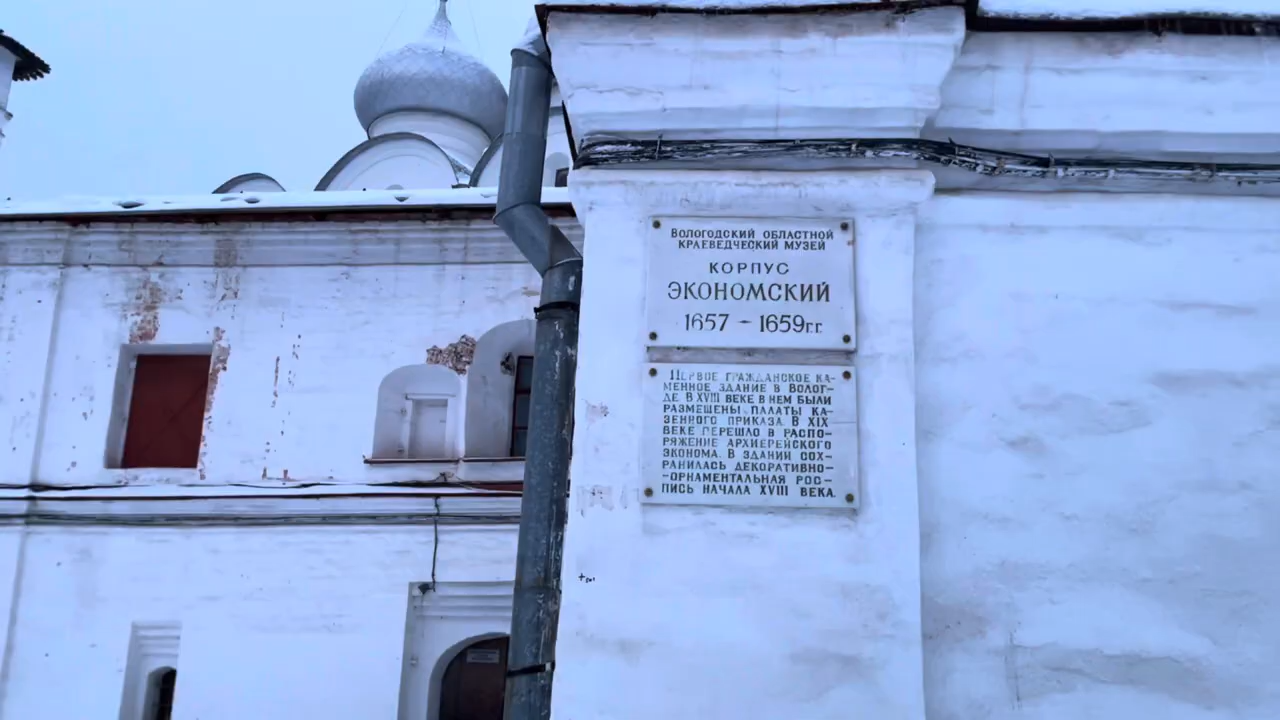 ВОЛОГОДСКИЙ ОБЛАСТНОЙ
КРАЕВЕДЧЕСКИЙ МУЗЕЙ
КОРПУС
ЭКОНОМСКИЙ
1657 - 1659 г.г.
ПЕРВОЕ ГРАЖДАНСКОЕ КА-
МЕННОЕ ЗДАНИЕ В ВОЛОГ-
ДЕ. В XVIII ВЕКЕ В НЕМ БЫЛИ
РАЗМЕЩЕНЫ ПАЛАТЫ КА-
ЗЕННОГО ПРИКАЗА. В XIX
ВЕКЕ ПЕРЕШЛО В РАСПО-
РЯЖЕНИЕ АРХИЕРЕЙСКОГО
ЭКОНОМА. В ЗДАНИИ СОХ-
РАНИЛАСЬ ДЕКОРАТИВНО-
-ОРНАМЕНТАЛЬНАЯ РОС-
ПИСЬ НАЧАЛА XVIII ВЕКА.